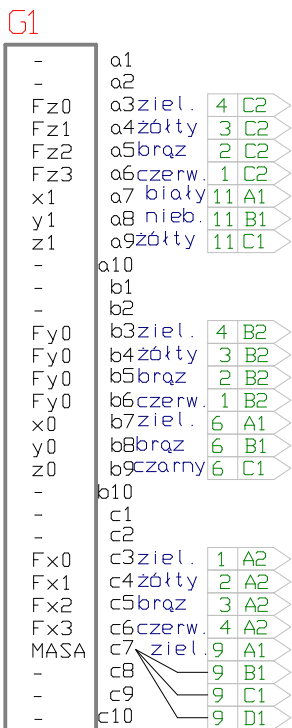 G1
- a1
- a2
Fz0 a3 ziel. 4 C2
Fz1 a4 żółty 3 C2
Fz2 a5 brąz 2 C2
Fz3 a6 czerw. 1 C2
x1 a7 biały 11 A1
y1 a8 nieb. 11 B1
z1 a9 żółty 11 C1
- a10
- b1
- b2
Fy0 b3 ziel. 4 B2
Fy0 b4 żółty 3 B2
Fy0 b5 brąz 2 B2
Fy0 b6 czerw. 1 B2
x0 b7 ziel. 6 A1
y0 b8 brąz 6 B1
z0 b9 czarny 6 C1
- b10
- c1
- c2
Fx0 c3 ziel. 1 A2
Fx1 c4 żółty 2 A2
Fx2 c5 brąz 3 A2
Fx3 c6 czerw. 4 A2
MASA c7 ziel. 9 A1
- c8 9 B1
- c9 9 C1
- c10 9 D1